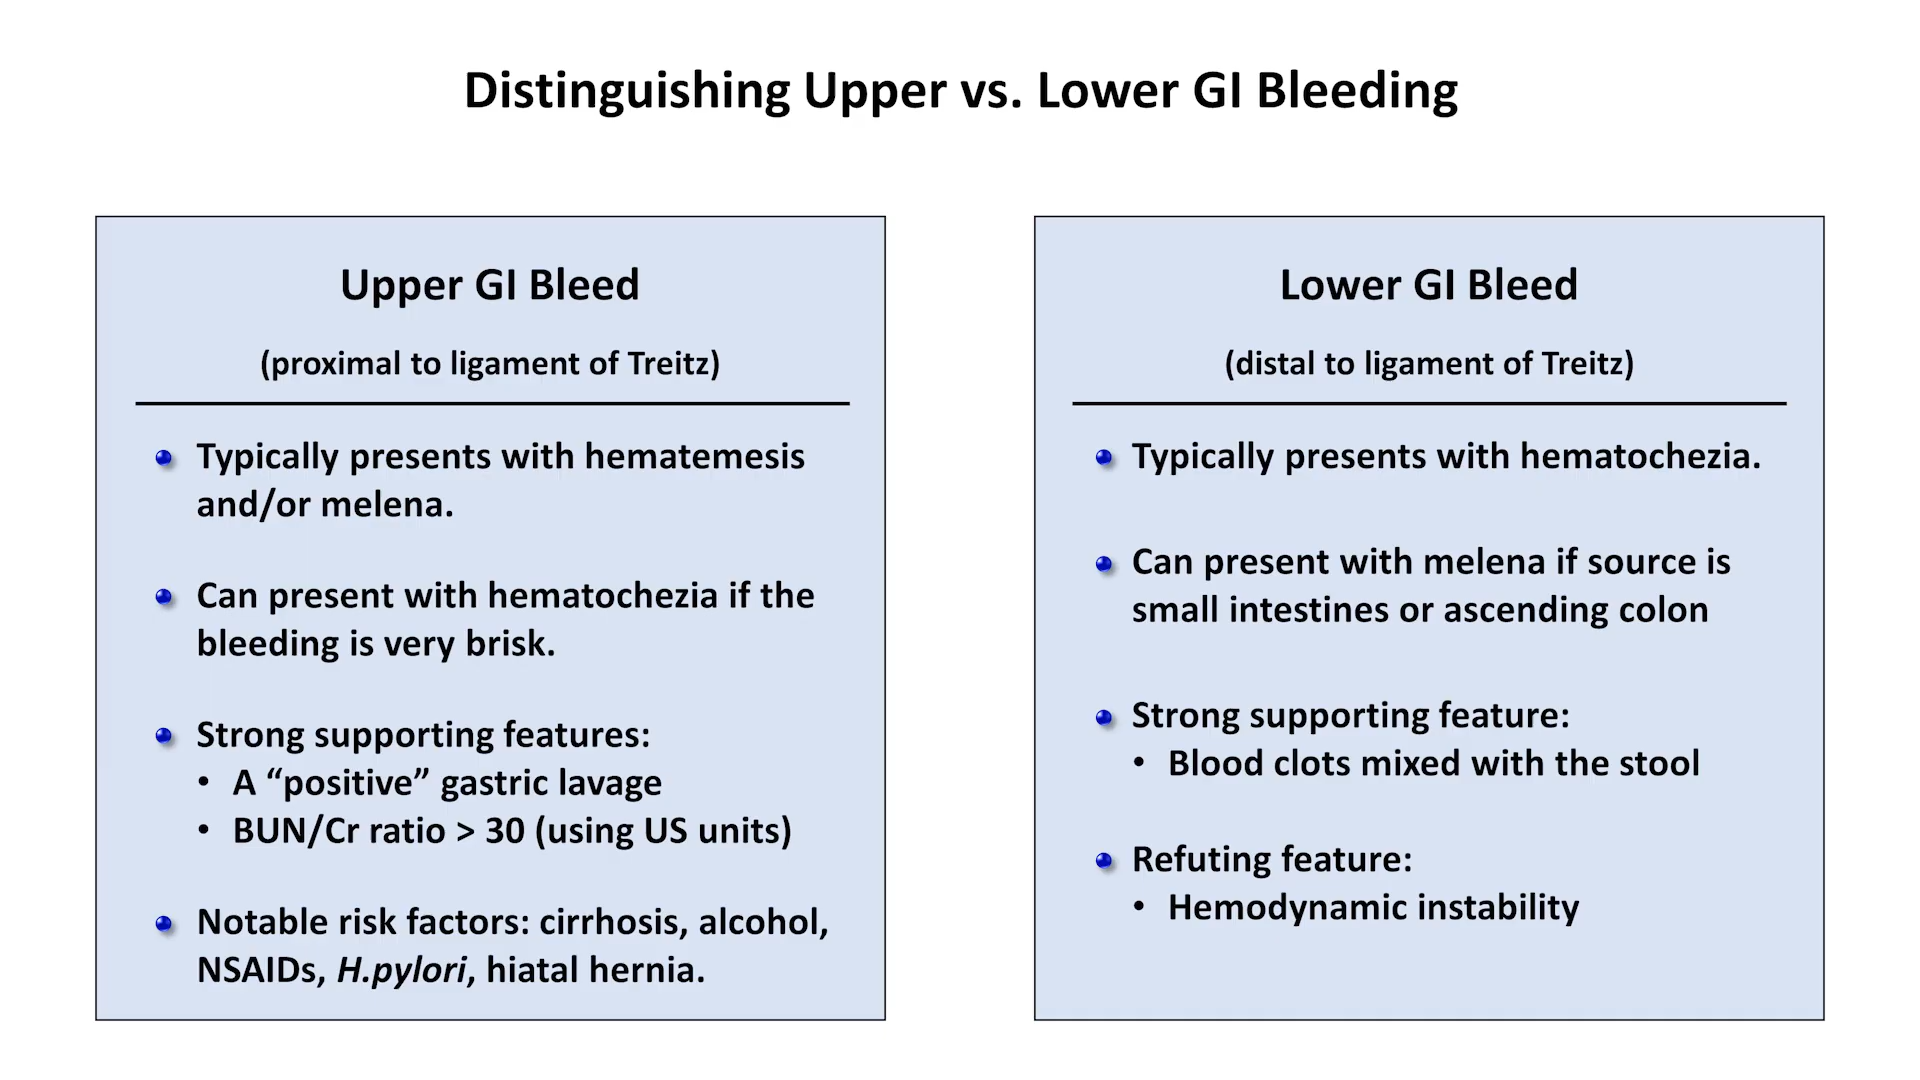 Distinguishing Upper vs. Lower GI Bleeding
Upper GI Bleed
(proximal to ligament of Treitz)
• Typically presents with hematemesis
and/or melena.
• Can present with hematochezia if the
bleeding is very brisk.
• Strong supporting features:
• A “positive” gastric lavage
• BUN/Cr ratio > 30 (using US units)
• Notable risk factors: cirrhosis, alcohol,
NSAIDs, H.pylori, hiatal hernia.
Lower GI Bleed
(distal to ligament of Treitz)
• Typically presents with hematochezia.
• Can present with melena if source is
small intestines or ascending colon
• Strong supporting feature:
• Blood clots mixed with the stool
• Refuting feature:
• Hemodynamic instability